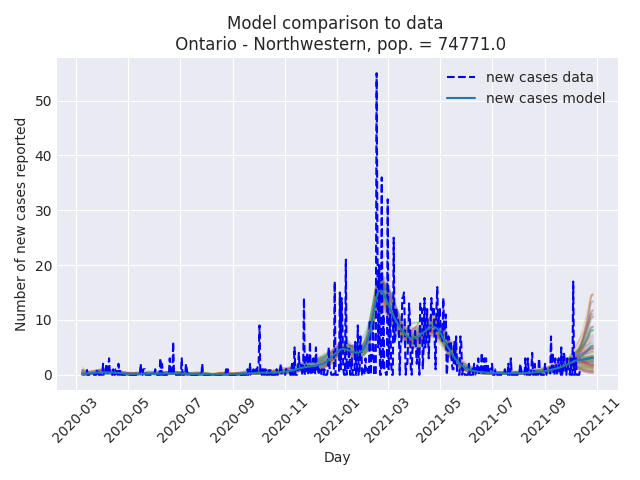 Model comparison to data
Ontario - Northwestern, pop. = 74771.0
new cases data
new cases model
Number of new cases reported
50
40
30
20
10
0
2020-03
2020-05
2020-07
2020-09
2020-11
2021-01
2021-03
2021-05
2021-07
2021-09
2021-11
Day